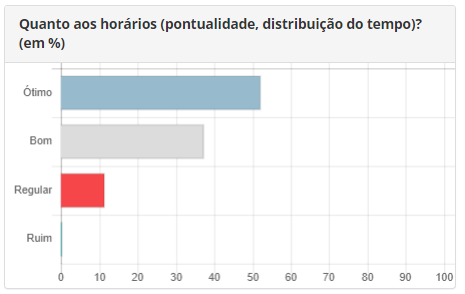 Quanto aos horários (pontualidade, distribuição do tempo)?
(em %)
Ótimo
Bom
Regular
Ruim
0 10 20 30 40 50 60 70 80 90 100